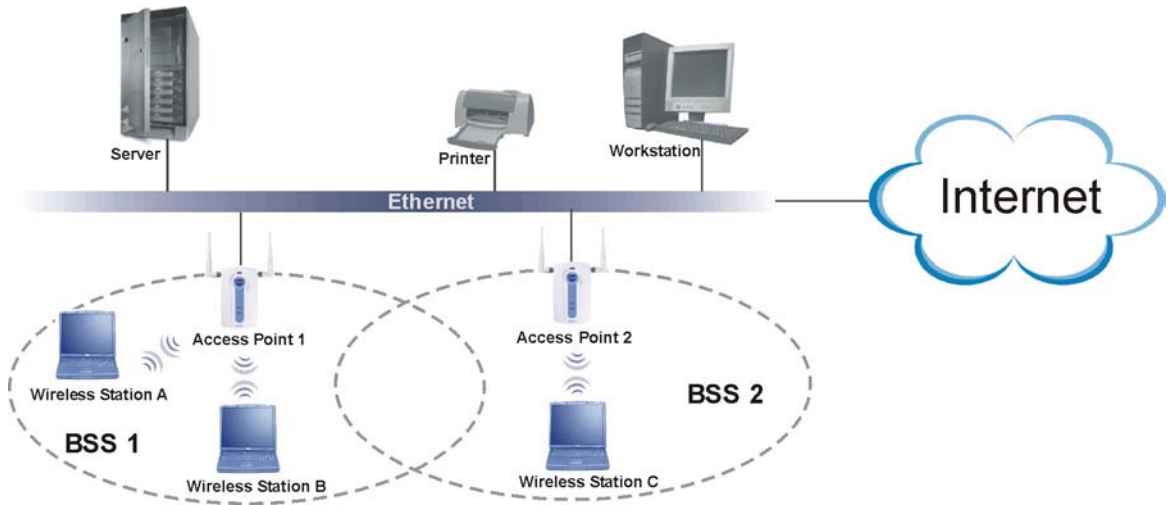 Server
Printer
Workstation
Ethernet
Internet
Access Point 1
Access Point 2
Wireless Station A
BSS 1
BSS 2
Wireless Station B
Wireless Station C